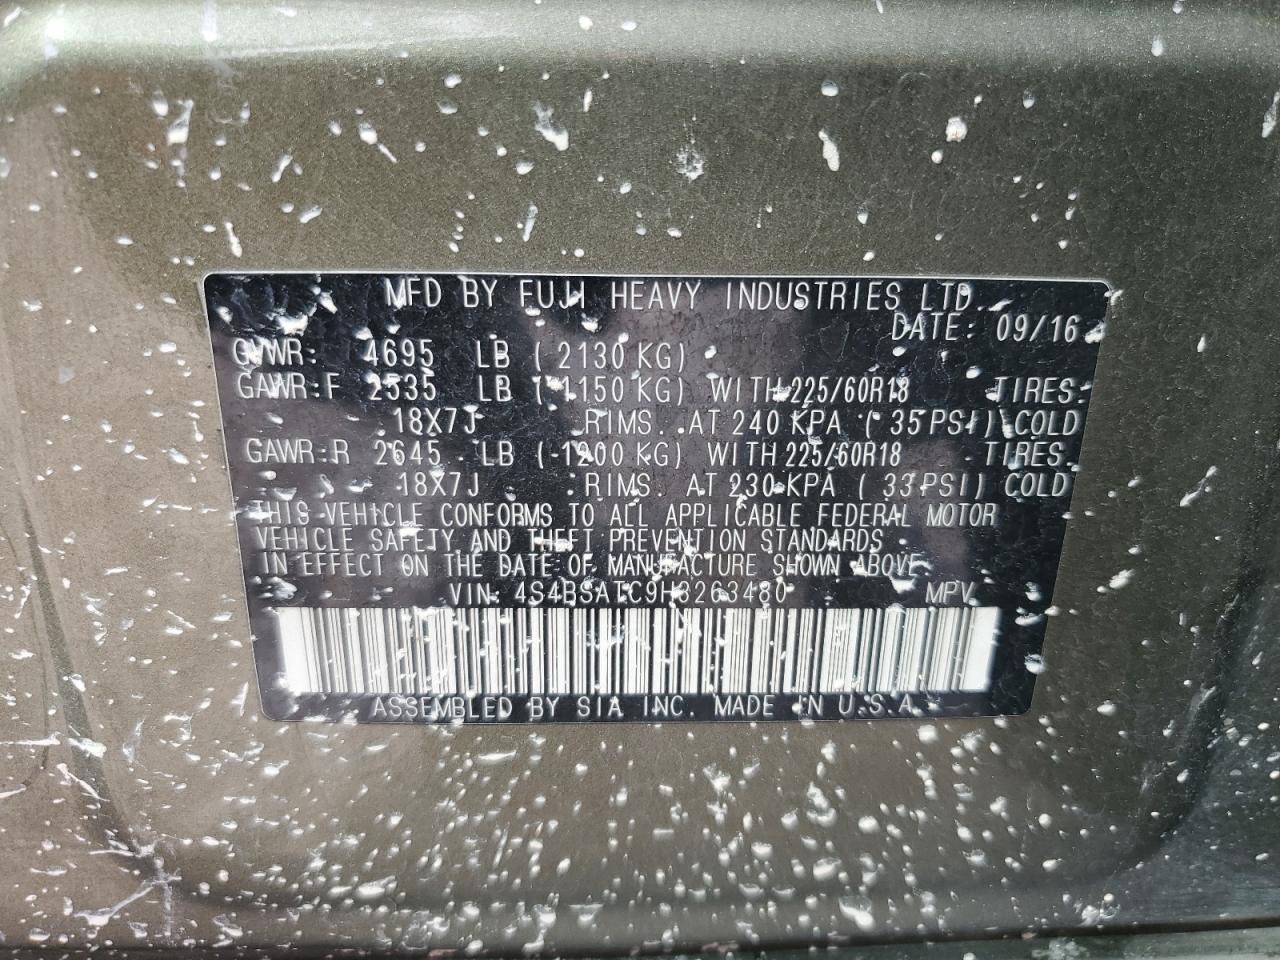 MFD BY FUJI HEAVY INDUSTRIES LTD.
DATE: 09/16
GVWR: 4695 LB ( 2130 KG)
GAWR:F 2535 LB ( 1150 KG) WITH 225/60R18 TIRES.
18X7J RIMS. AT 240 KPA ( 35 PSI) COLD
GAWR:R 2645 LB ( 1200 KG) WITH 225/60R18 TIRES.
18X7J RIMS. AT 230 KPA ( 33 PSI) COLD
THIS VEHICLE CONFORMS TO ALL APPLICABLE FEDERAL MOTOR
VEHICLE SAFETY AND THEFT PREVENTION STANDARDS
IN EFFECT ON THE DATE OF MANUFACTURE SHOWN ABOVE.
VIN: 4S4BSATC9H3263480 MPV
ASSEMBLED BY SIA INC. MADE IN U.S.A.